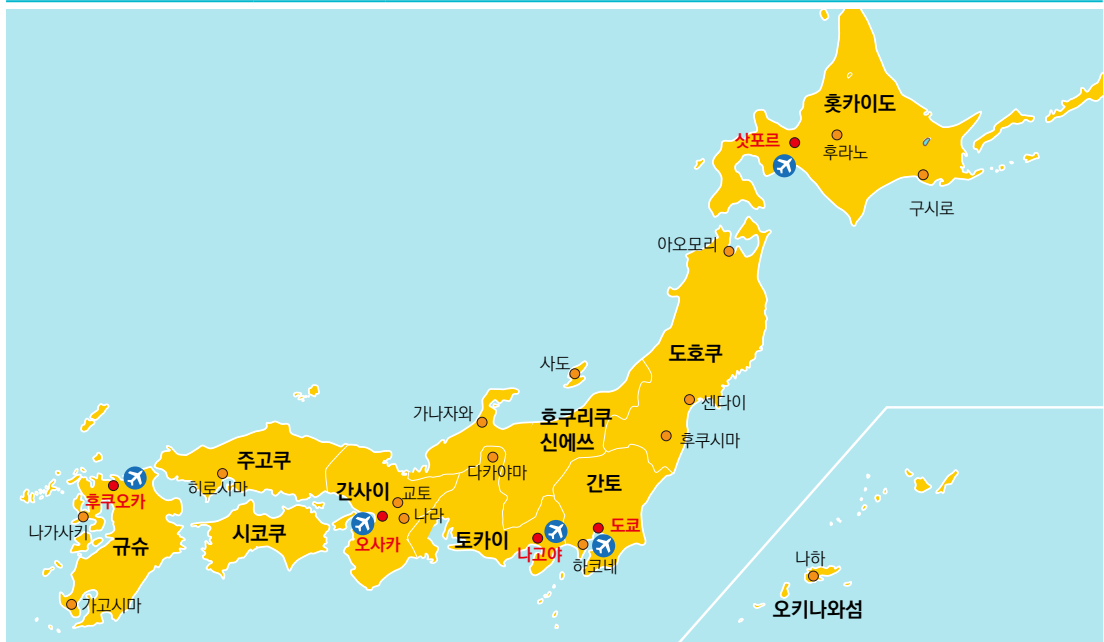 홋카이도
삿포르
후라노
구시로
아오모리
도호쿠
사도
센다이
가나자와
호쿠리쿠
신에쓰
후쿠시마
다카야마
주고쿠
히로시마
간사이
교토
나라
간토
후쿠오카
나가사키
규슈
시코쿠
오사카
토카이
나고야
도쿄
하코네
가고시마
나하
오키나와섬